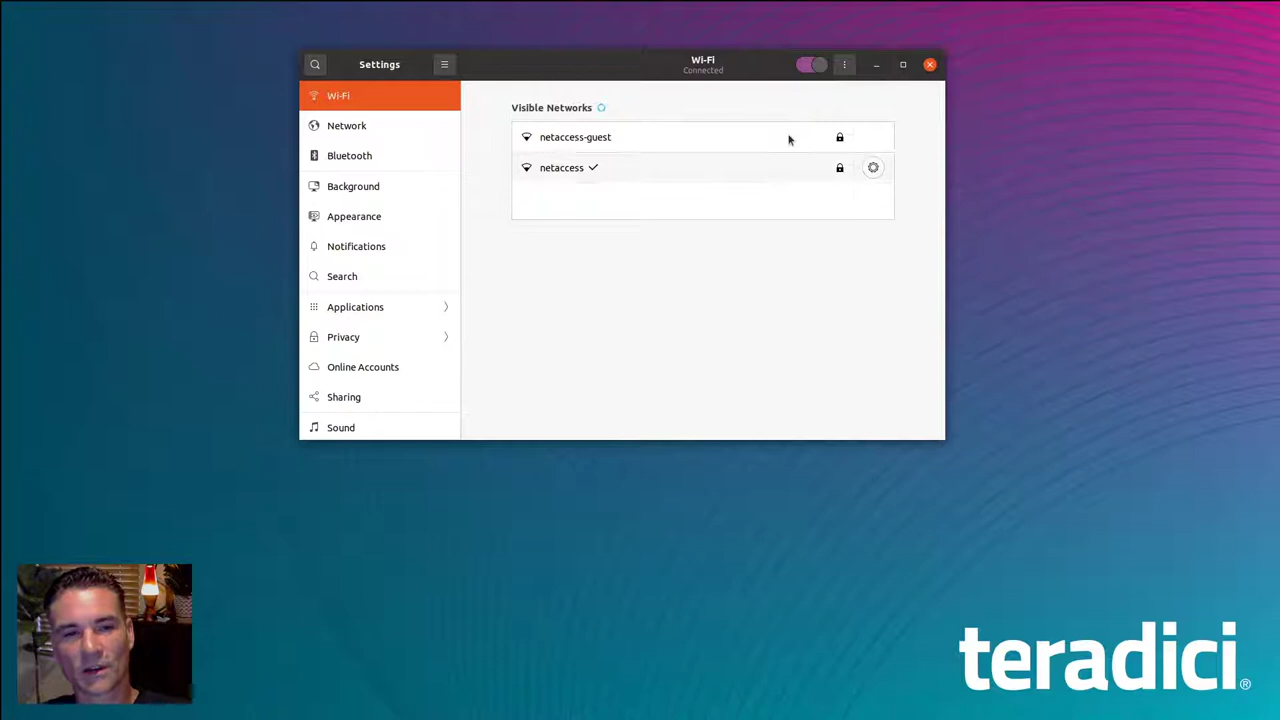 Settings
Wi-Fi
Connected
Wi-Fi
Network
Bluetooth
Background
Appearance
Notifications
Search
Applications
Privacy
Online Accounts
Sharing
Sound
Visible Networks
netaccess-guest
netaccess
teradici®